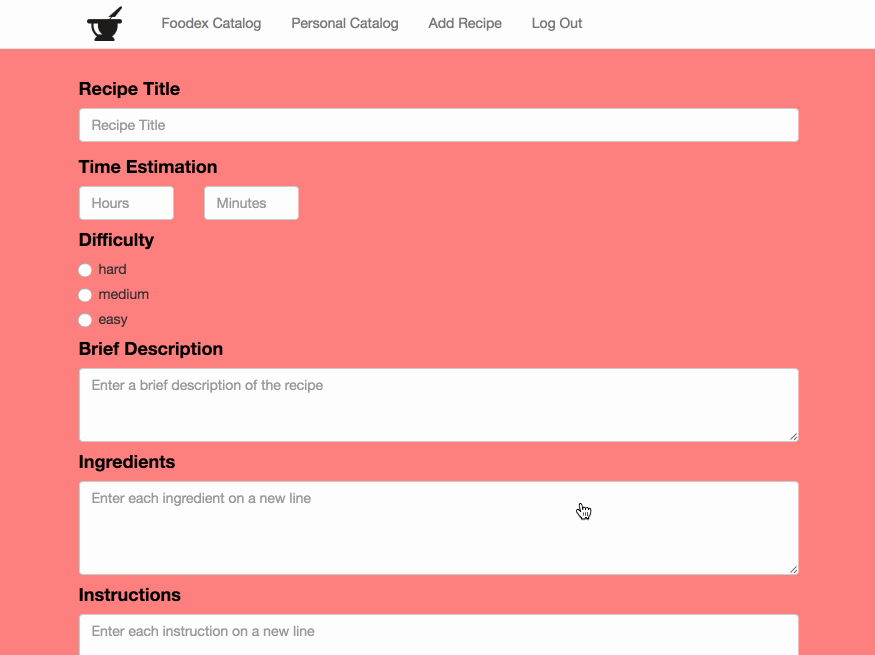 Foodex Catalog Personal Catalog Add Recipe Log Out
Recipe Title
Recipe Title
Time Estimation
Hours Minutes
Difficulty
hard
medium
easy
Brief Description
Enter a brief description of the recipe
Ingredients
Enter each ingredient on a new line
Instructions
Enter each instruction on a new line